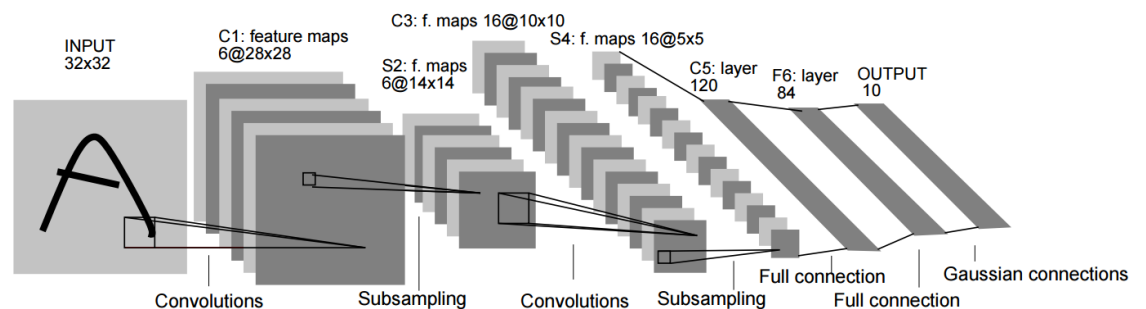 INPUT
32x32
C1: feature maps
6@28x28
S2: f. maps
6@14x14
C3: f. maps 16@10x10
S4: f. maps 16@5x5
C5: layer
120
F6: layer
84
OUTPUT
10
Convolutions
Subsampling
Convolutions
Subsampling
Full connection
Full connection
Gaussian connections